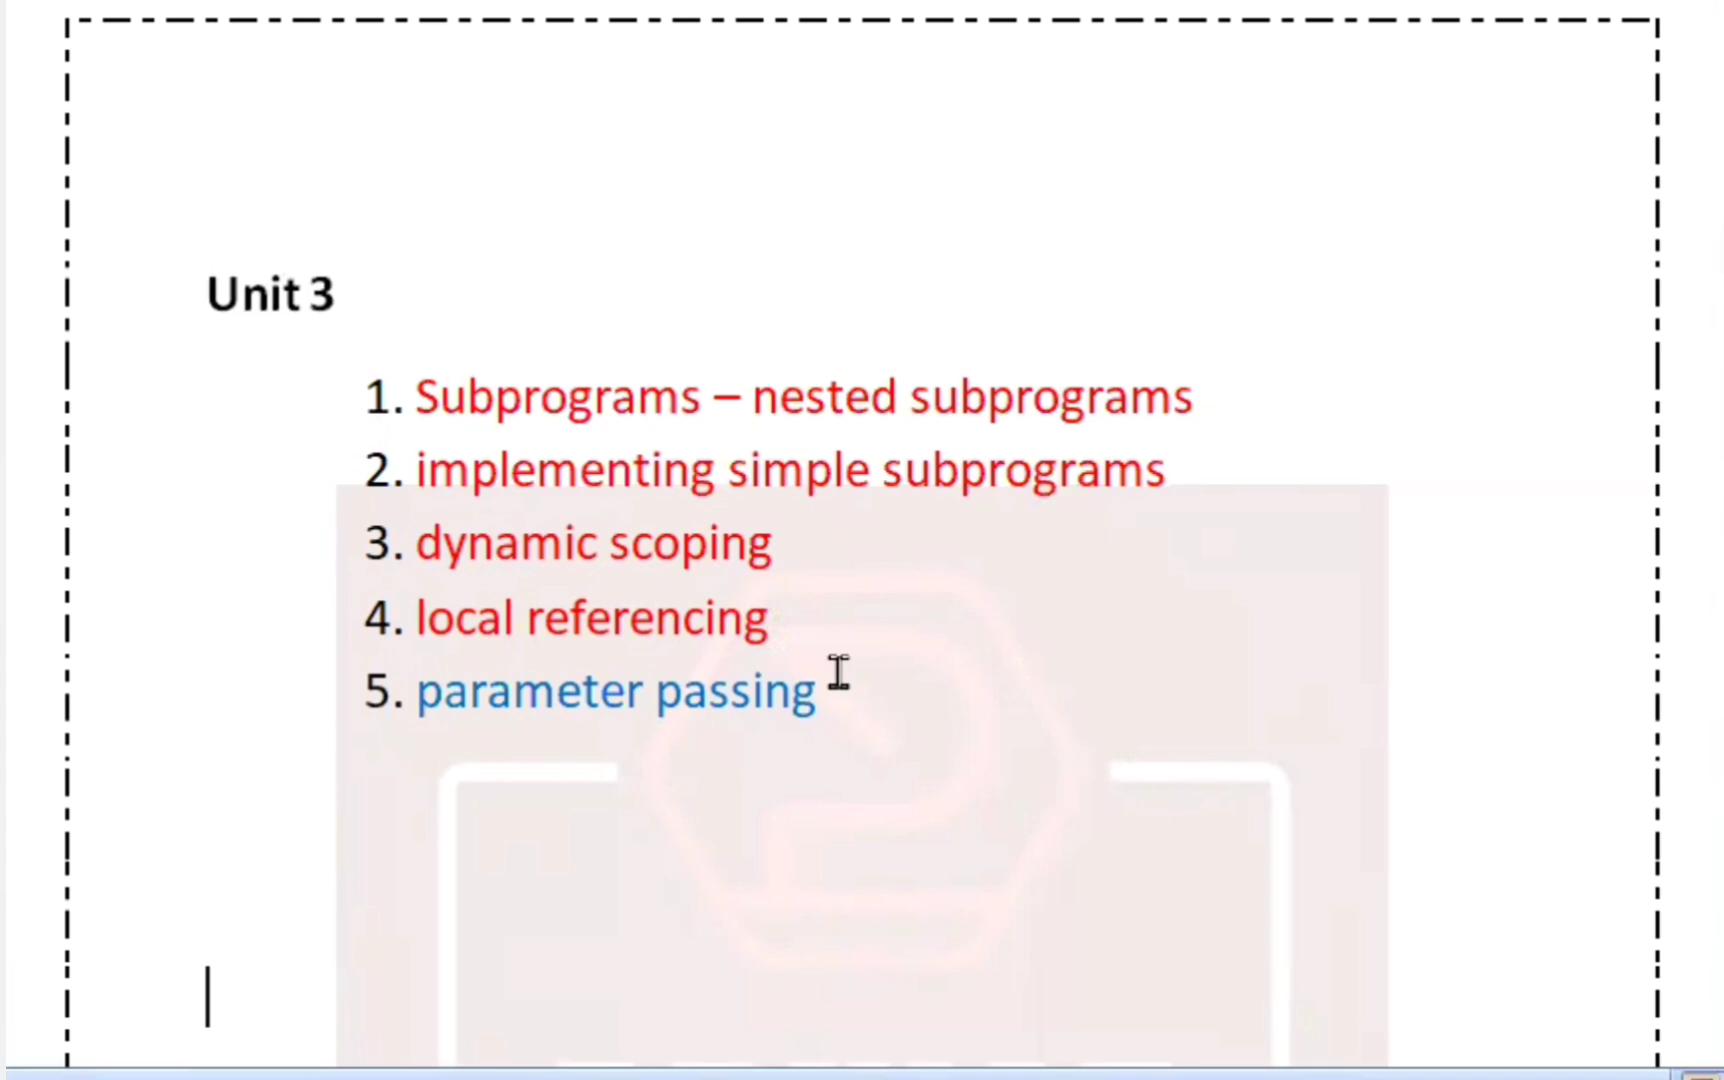 Unit 3
1. Subprograms – nested subprograms
2. implementing simple subprograms
3. dynamic scoping
4. local referencing
5. parameter passing